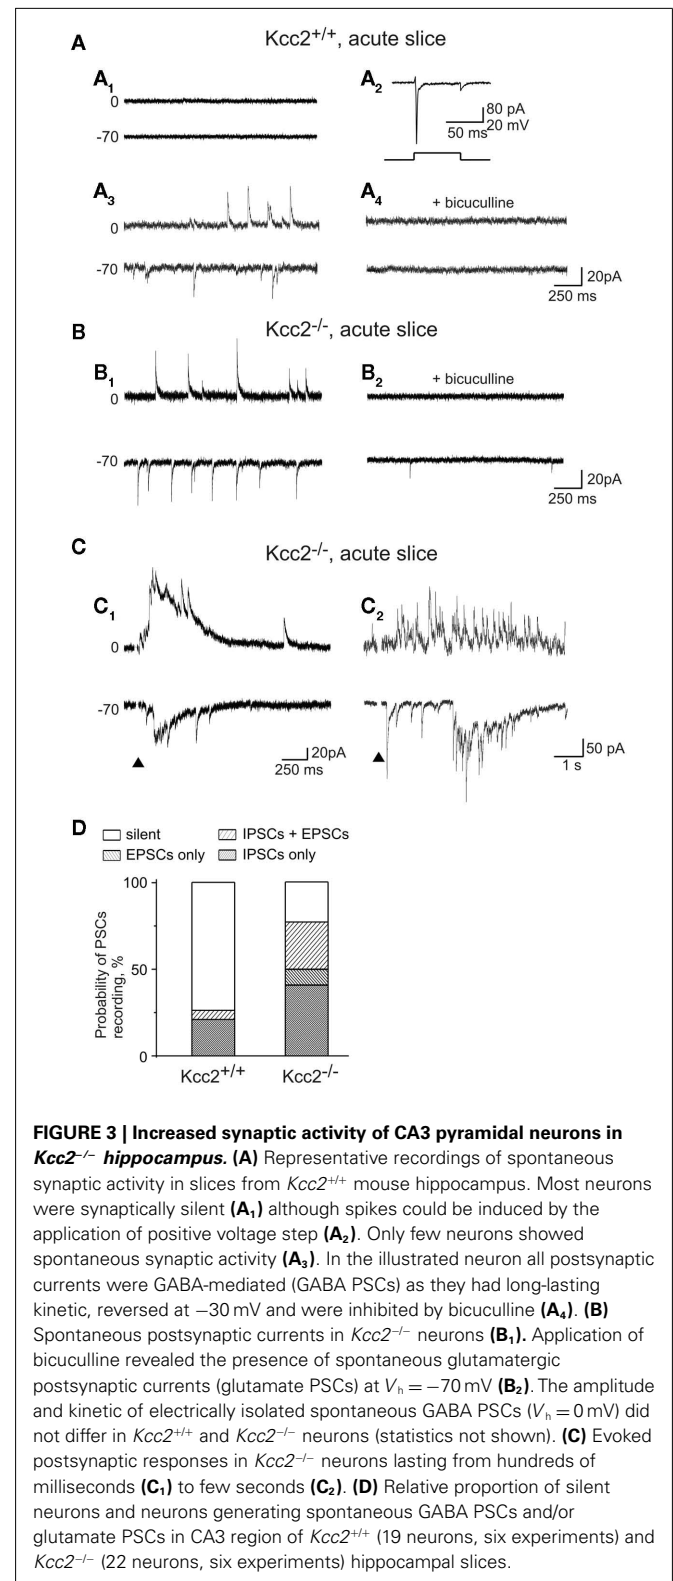 A
Kcc2+/+, acute slice
A1
0
-70
A2
80 pA
20 mV
50 ms
A3
0
-70
A4
+ bicuculline
20pA
250 ms
B
Kcc2-/-, acute slice
B1
0
-70
B2
+ bicuculline
20pA
250 ms
C
Kcc2-/-, acute slice
C1
0
-70
20pA
250 ms
C2
50 pA
1 s
D
silent
IPSCs + EPSCs
EPSCs only
IPSCs only
Probability of PSCs
recording, %
100
50
0
Kcc2+/+
Kcc2-/-
FIGURE 3 | Increased synaptic activity of CA3 pyramidal neurons in
Kcc2−/− hippocampus. (A) Representative recordings of spontaneous
synaptic activity in slices from Kcc2+/+ mouse hippocampus. Most neurons
were synaptically silent (A1) although spikes could be induced by the
application of positive voltage step (A2). Only few neurons showed
spontaneous synaptic activity (A3). In the illustrated neuron all postsynaptic
currents were GABA-mediated (GABA PSCs) as they had long-lasting
kinetic, reversed at −30 mV and were inhibited by bicuculline (A4). (B)
Spontaneous postsynaptic currents in Kcc2−/− neurons (B1). Application of
bicuculline revealed the presence of spontaneous glutamatergic
postsynaptic currents (glutamate PSCs) at Vh = −70 mV (B2). The amplitude
and kinetic of electrically isolated spontaneous GABA PSCs (Vh = 0 mV) did
not differ in Kcc2+/+ and Kcc2−/− neurons (statistics not shown). (C) Evoked
postsynaptic responses in Kcc2−/− neurons lasting from hundreds of
milliseconds (C1) to few seconds (C2). (D) Relative proportion of silent
neurons and neurons generating spontaneous GABA PSCs and/or
glutamate PSCs in CA3 region of Kcc2+/+ (19 neurons, six experiments) and
Kcc2−/− (22 neurons, six experiments) hippocampal slices.